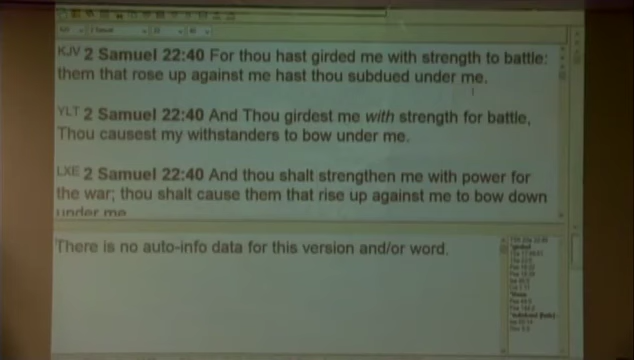 KJV 2 Samuel 22:40 For thou hast girded me with strength to battle:
them that rose up against me hast thou subdued under me.
YLT 2 Samuel 22:40 And Thou girdest me with strength for battle,
Thou causest my withstanders to bow under me.
LXE 2 Samuel 22:40 And thou shalt strengthen me with power for
the war; thou shalt cause them that rise up against me to bow down
under me
There is no auto-info data for this version and/or word.